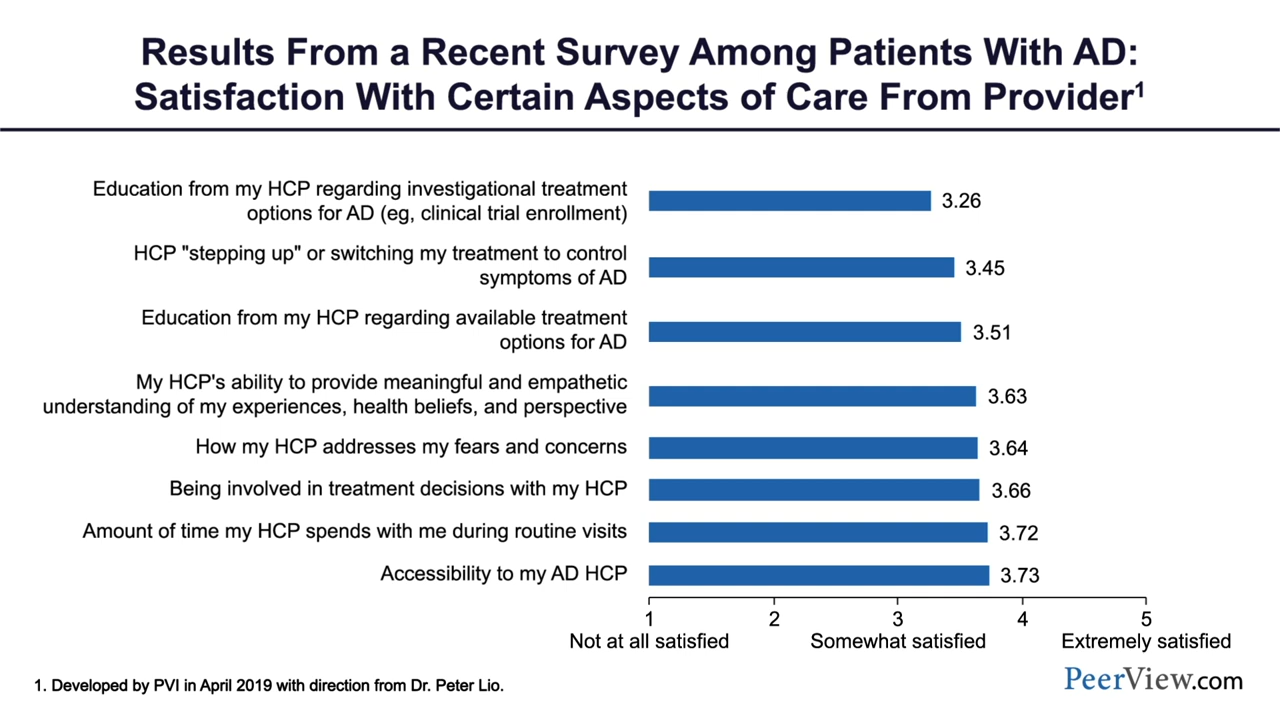 Results From a Recent Survey Among Patients With AD:
Satisfaction With Certain Aspects of Care From Provider¹
Education from my HCP regarding investigational treatment
options for AD (eg, clinical trial enrollment)
3.26
HCP "stepping up" or switching my treatment to control
symptoms of AD
3.45
Education from my HCP regarding available treatment
options for AD
3.51
My HCP's ability to provide meaningful and empathetic
understanding of my experiences, health beliefs, and perspective
3.63
How my HCP addresses my fears and concerns
3.64
Being involved in treatment decisions with my HCP
3.66
Amount of time my HCP spends with me during routine visits
3.72
Accessibility to my AD HCP
3.73
1 2 3 4 5
Not at all satisfied Somewhat satisfied Extremely satisfied
1. Developed by PVI in April 2019 with direction from Dr. Peter Lio.
PeerView.com